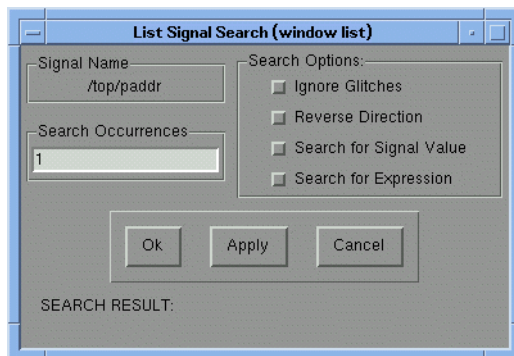 List Signal Search (window list)
Signal Name
/top/paddr
Search Occurrences
1
Search Options:
Ignore Glitches
Reverse Direction
Search for Signal Value
Search for Expression
Ok
Apply
Cancel
SEARCH RESULT: